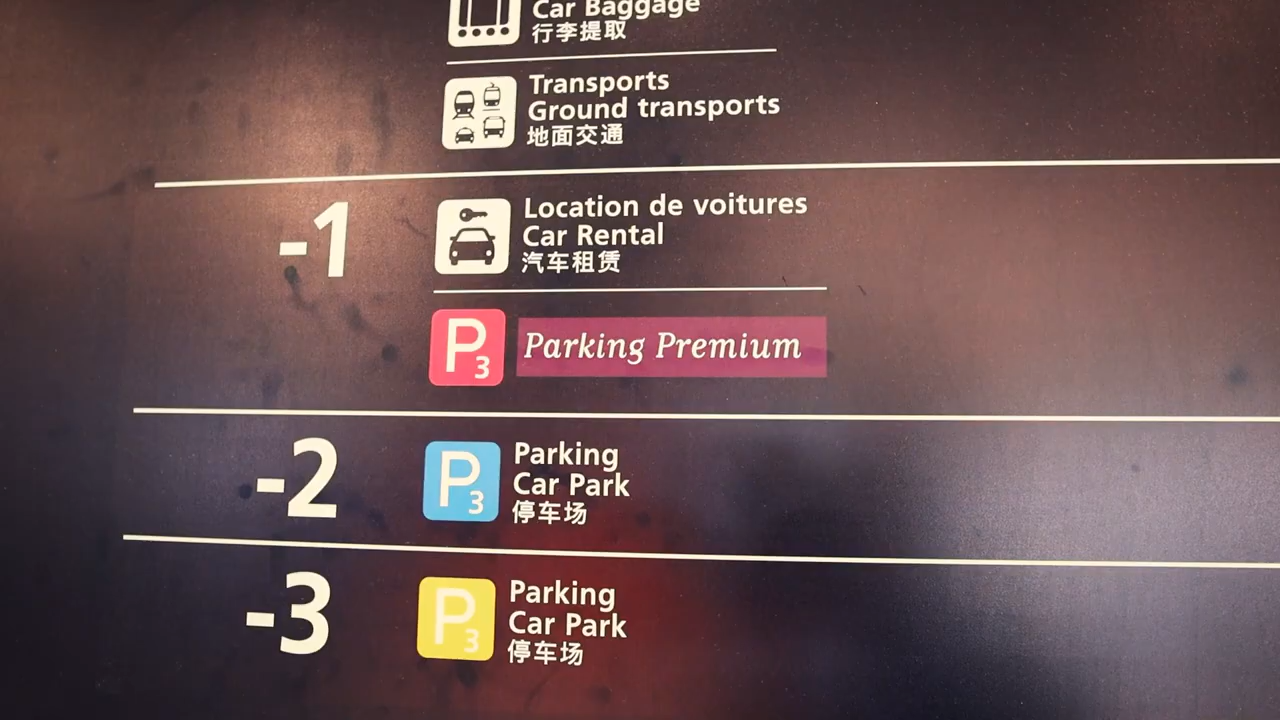 Car Baggage
行李提取
Transports
Ground transports
地面交通
-1
Location de voitures
Car Rental
汽车租赁
P3
Parking Premium
-2
P3
Parking
Car Park
停车场
-3
P3
Parking
Car Park
停车场